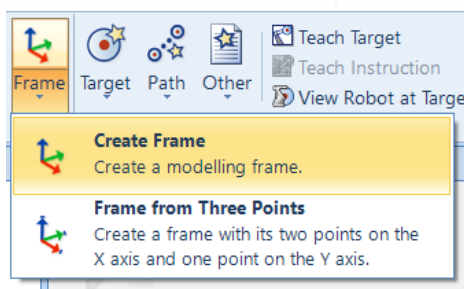 Frame
Target
Path
Other
Teach Target
Teach Instruction
View Robot at Targe
Create Frame
Create a modelling frame.
Frame from Three Points
Create a frame with its two points on the
X axis and one point on the Y axis.